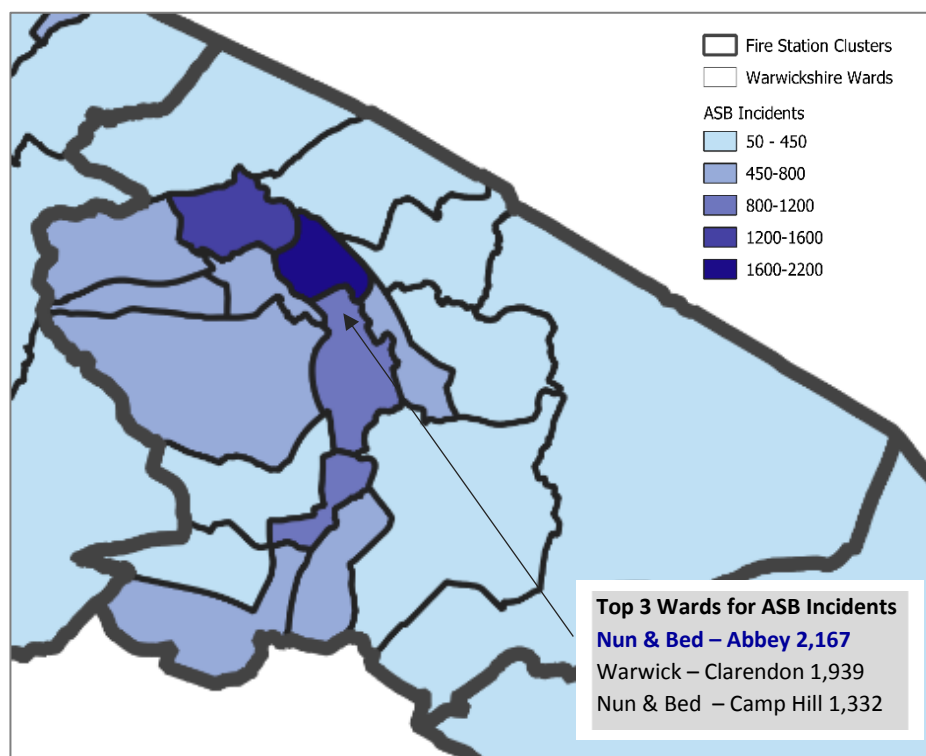 Fire Station Clusters
Warwickshire Wards
ASB Incidents
50 - 450
450-800
800-1200
1200-1600
1600-2200
Top 3 Wards for ASB Incidents
Nun & Bed – Abbey 2,167
Warwick – Clarendon 1,939
Nun & Bed – Camp Hill 1,332